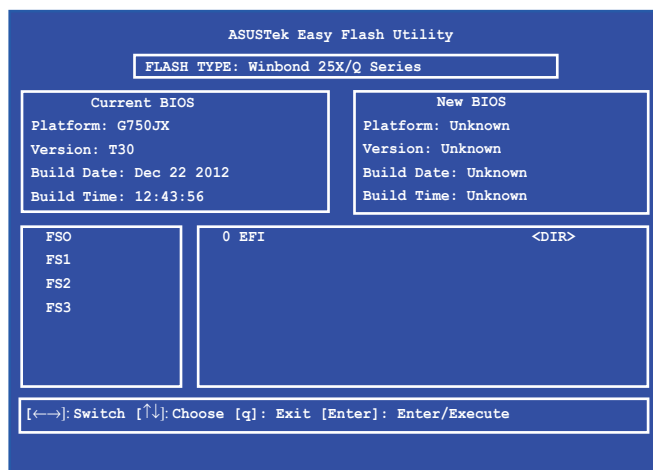 ASUSTek Easy Flash Utility
FLASH TYPE: Winbond 25X/Q Series
Current BIOS
Platform: G750JX
Version: T30
Build Date: Dec 22 2012
Build Time: 12:43:56
New BIOS
Platform: Unknown
Version: Unknown
Build Date: Unknown
Build Time: Unknown
FSO
FS1
FS2
FS3
0 EFI <DIR>
[←→]: Switch [↑↓]: Choose [q]: Exit [Enter]: Enter/Execute